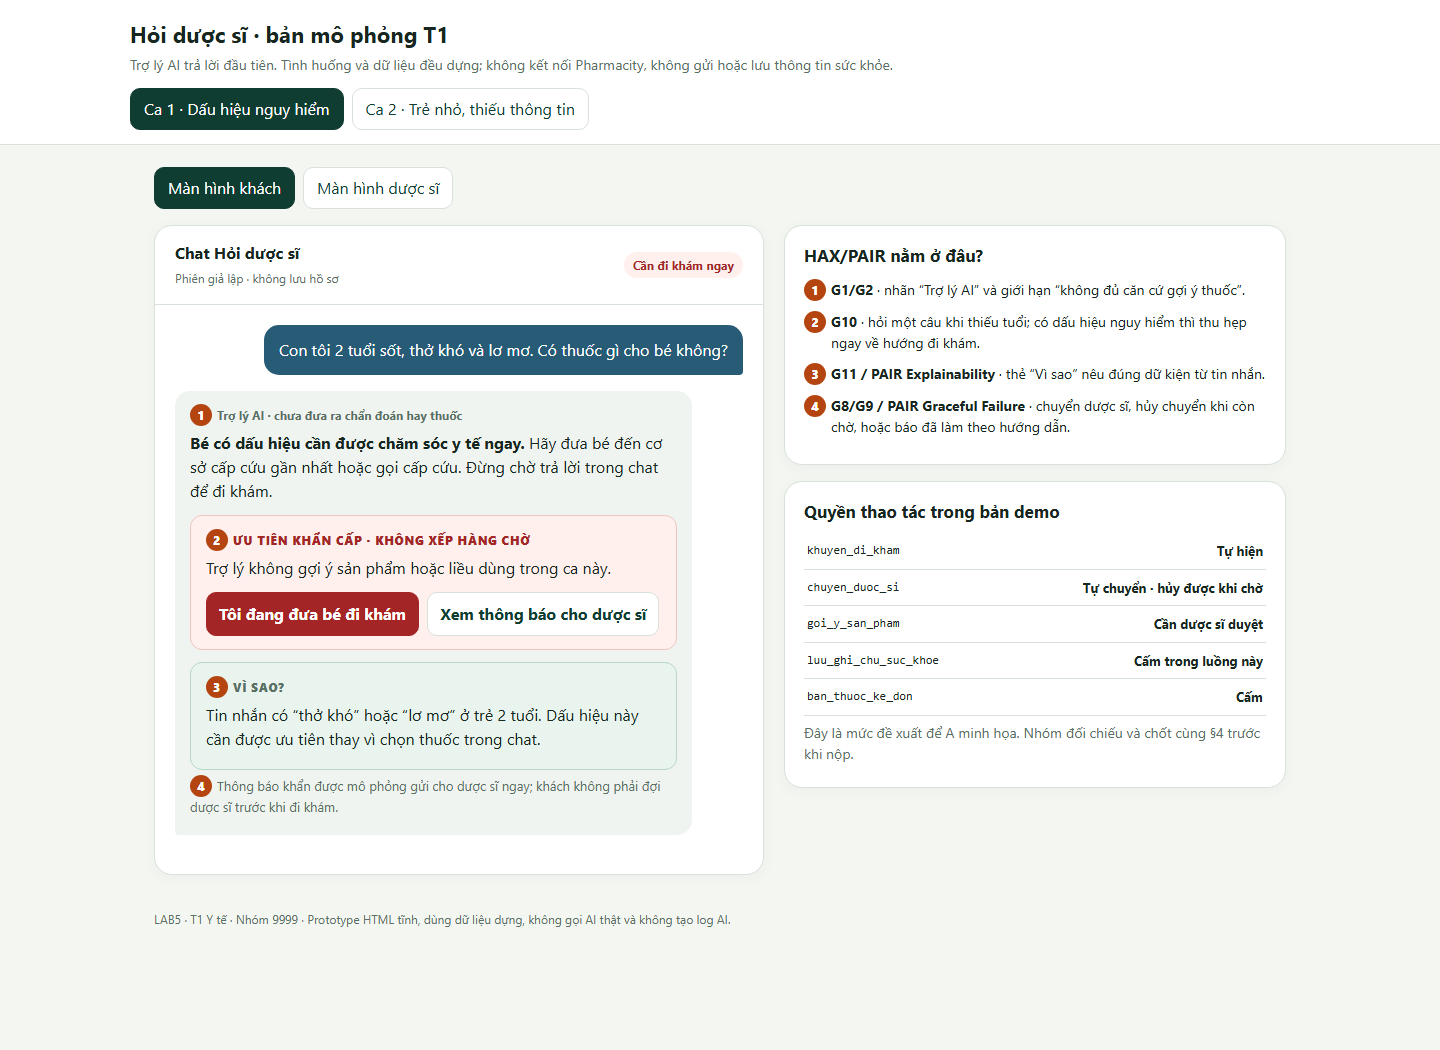 Hỏi dược sĩ · bản mô phỏng T1
Trợ lý AI trả lời đầu tiên. Tình huống và dữ liệu đều dựng; không kết nối Pharmacity, không gửi hoặc lưu thông tin sức khỏe.
Ca 1 · Dấu hiệu nguy hiểm
Ca 2 · Trẻ nhỏ, thiếu thông tin
Màn hình khách
Màn hình dược sĩ
Chat Hỏi dược sĩ
Phiên giả lập · không lưu hồ sơ
Cần đi khám ngay
Con tôi 2 tuổi sốt, thở khó và lơ mơ. Có thuốc gì cho bé không?
1 Trợ lý AI · chưa đưa ra chẩn đoán hay thuốc
Bé có dấu hiệu cần được chăm sóc y tế ngay. Hãy đưa bé đến cơ
sở cấp cứu gần nhất hoặc gọi cấp cứu. Đừng chờ trả lời trong chat
để đi khám.
2 ƯU TIÊN KHẨN CẤP · KHÔNG XẾP HÀNG CHỜ
Trợ lý không gợi ý sản phẩm hoặc liều dùng trong ca này.
Tôi đang đưa bé đi khám
Xem thông báo cho dược sĩ
3 VÌ SAO?
Tin nhắn có “thở khó” hoặc “lơ mơ” ở trẻ 2 tuổi. Dấu hiệu này
cần được ưu tiên thay vì chọn thuốc trong chat.
4 Thông báo khẩn được mô phỏng gửi cho dược sĩ ngay; khách không phải đợi
dược sĩ trước khi đi khám.
HAX/PAIR nằm ở đâu?
1 G1/G2 · nhãn “Trợ lý AI” và giới hạn “không đủ căn cứ gợi ý thuốc”.
2 G10 · hỏi một câu khi thiếu tuổi; có dấu hiệu nguy hiểm thì thu hẹp
ngay về hướng đi khám.
3 G11 / PAIR Explainability · thẻ “Vì sao” nêu đúng dữ kiện từ tin nhắn.
4 G8/G9 / PAIR Graceful Failure · chuyển dược sĩ, hủy chuyển khi còn
chờ, hoặc báo đã làm theo hướng dẫn.
Quyền thao tác trong bản demo
khuyen_di_kham Tự hiện
chuyen_duoc_si Tự chuyển · hủy được khi chờ
goi_y_san_pham Cần dược sĩ duyệt
luu_ghi_chu_suc_khoe Cấm trong luồng này
ban_thuoc_ke_don Cấm
Đây là mức đề xuất để A minh họa. Nhóm đối chiếu và chốt cùng §4 trước
khi nộp.
LAB5 · T1 Y tế · Nhóm 9999 · Prototype HTML tĩnh, dùng dữ liệu dựng, không gọi AI thật và không tạo log AI.